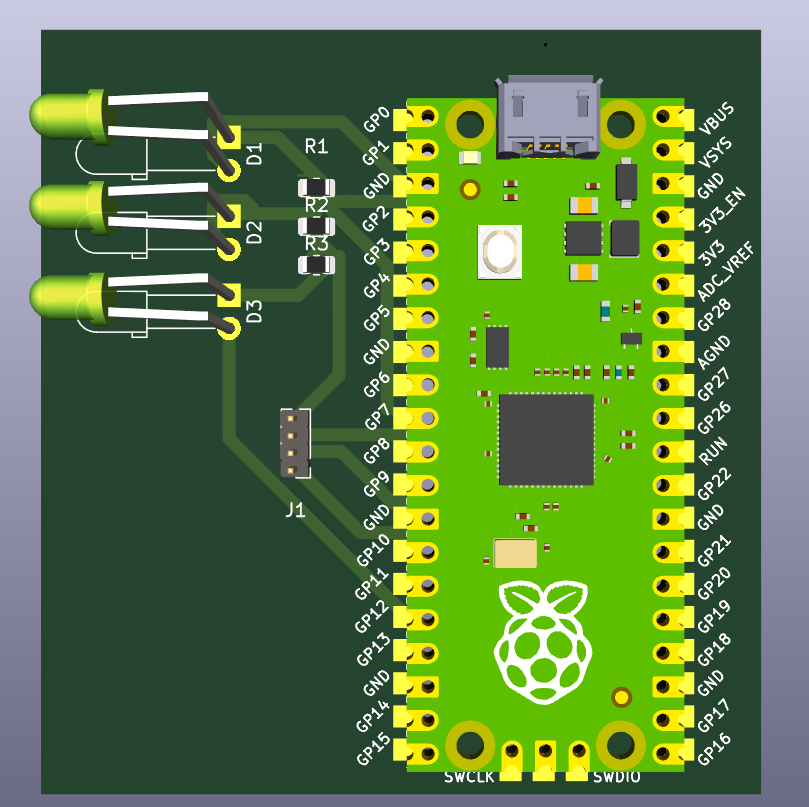 D1
D2
D3
R1
R2
R3
J1
GP0
GP1
GND
GP2
GP3
GP4
GP5
GND
GP6
GP7
GP8
GP9
GND
GP10
GP11
GP12
GP13
GND
GP14
GP15
VBUS
VSYS
GND
3V3_EN
3V3
ADC_VREF
GP28
AGND
GP27
GP26
RUN
GP22
GND
GP21
GP20
GP19
GP18
GND
GP17
GP16
SWCLK
SWDIO